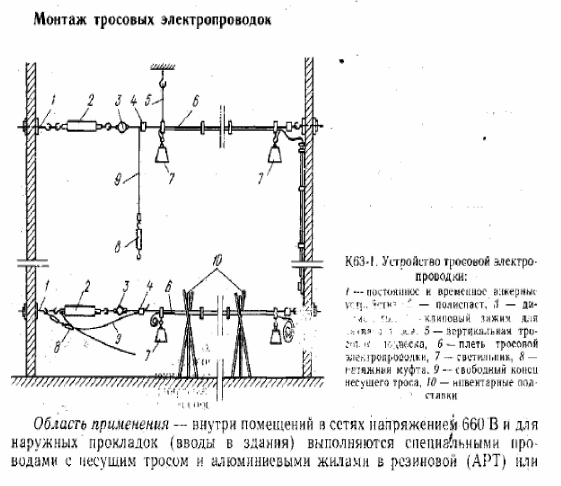 Монтаж тросовых электропроводок
1 2 3 4 5 6
7 7
9
8
10
1 2 3 4 6
8 9 7
К63-1. Устройство тросовой электро-
проводки:
1 — постоянное и временное анкерные
— полиспаст, 3 — ди-
клиновый зажим для
5 — вертикальная тро-
подвеска, 6 — плеть тросовой
электропроводки, 7 — светильник, 8 —
натяжная муфта, 9 — свободный конец
несущего троса, 10 — инвентарные под-
ставки
Область применения — внутри помещений в сетях напряжением 660 В и для
наружных прокладок (вводы в здания) выполняются специальными про-
водами с несущим тросом и алюминиевыми жилами в резиновой (АРТ) или